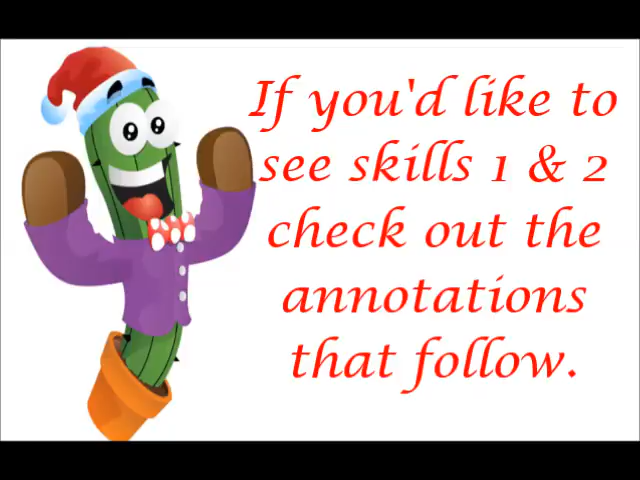 If you'd like to
see skills 1 & 2
check out the
annotations
that follow.